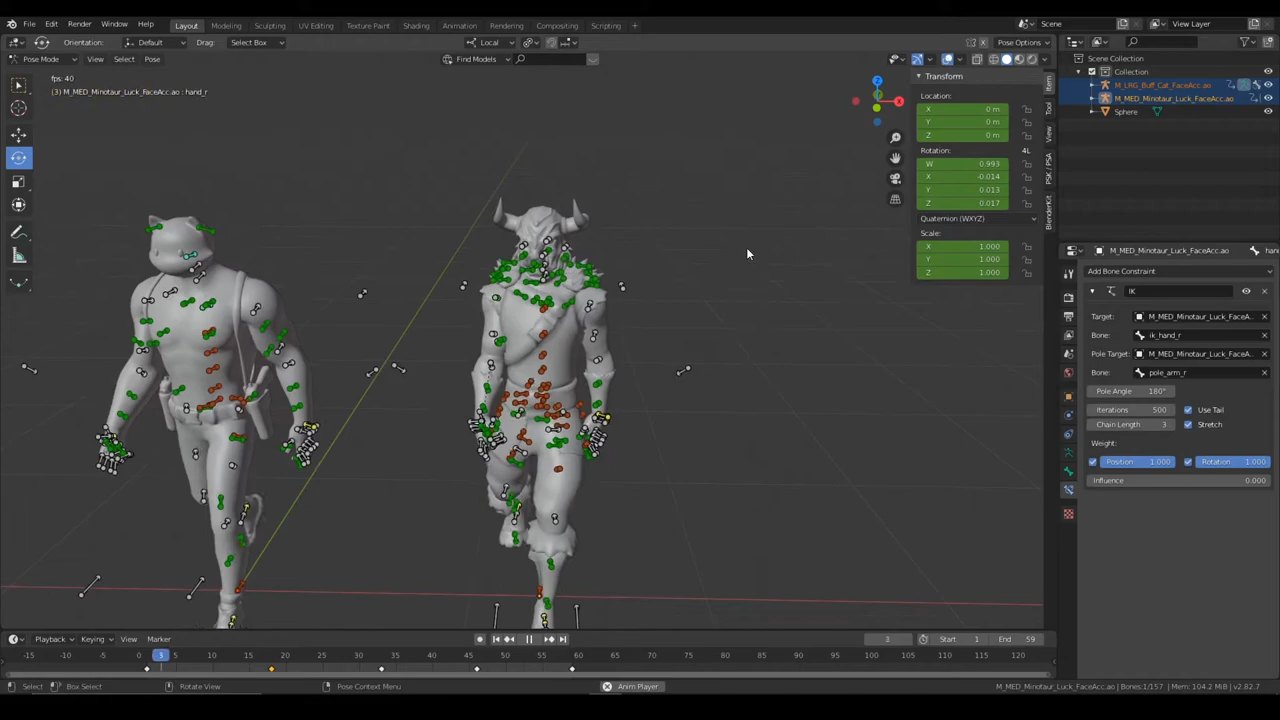 File Edit Render Window Help Layout Modeling Sculpting UV Editing Texture Paint Shading Animation Rendering Compositing Scripting + Scene View Layer
Orientation: Default Drag: Select Box Local Pose Options
Pose Mode View Select Pose Find Models
fps: 40
(3) M_MED_Minotaur_Luck_FaceAcc.ao : hand_r
Z
X
Transform
Location:
X 0 m
Y 0 m
Z 0 m
Rotation: 4L
W 0.993
X -0.014
Y 0.013
Z 0.017
Quaternion (WXYZ)
Scale:
X 1.000
Y 1.000
Z 1.000
Item
Tool
View
PSK / PSA
BlenderKit
Scene Collection
Collection
M_LRG_Buff_Cat_FaceAcc.ao
M_MED_Minotaur_Luck_FaceAcc.ao
Sphere
M_MED_Minotaur_Luck_FaceAcc.ao
Add Bone Constraint
IK
Target: M_MED_Minotaur_Luck_FaceA..
Bone: ik_hand_r
Pole Target: M_MED_Minotaur_Luck_FaceA..
Bone: pole_arm_r
Pole Angle 180°
Iterations 500 Use Tail
Chain Length 3 Stretch
Weight:
Position 1.000 Rotation 1.000
Influence 0.000
Playback Keying View Marker 3 Start 1 End 59
-15 -10 -5 0 3 5 10 15 20 25 30 35 40 45 50 55 60 65 70 75 80 85 90 95 100 105 110 115 120
Select Box Select Rotate View Pose Context Menu Anim Player M_MED_Minotaur_Luck_FaceAcc.ao | Bones:1/157 | Mem: 104.2 MiB | v2.82.7